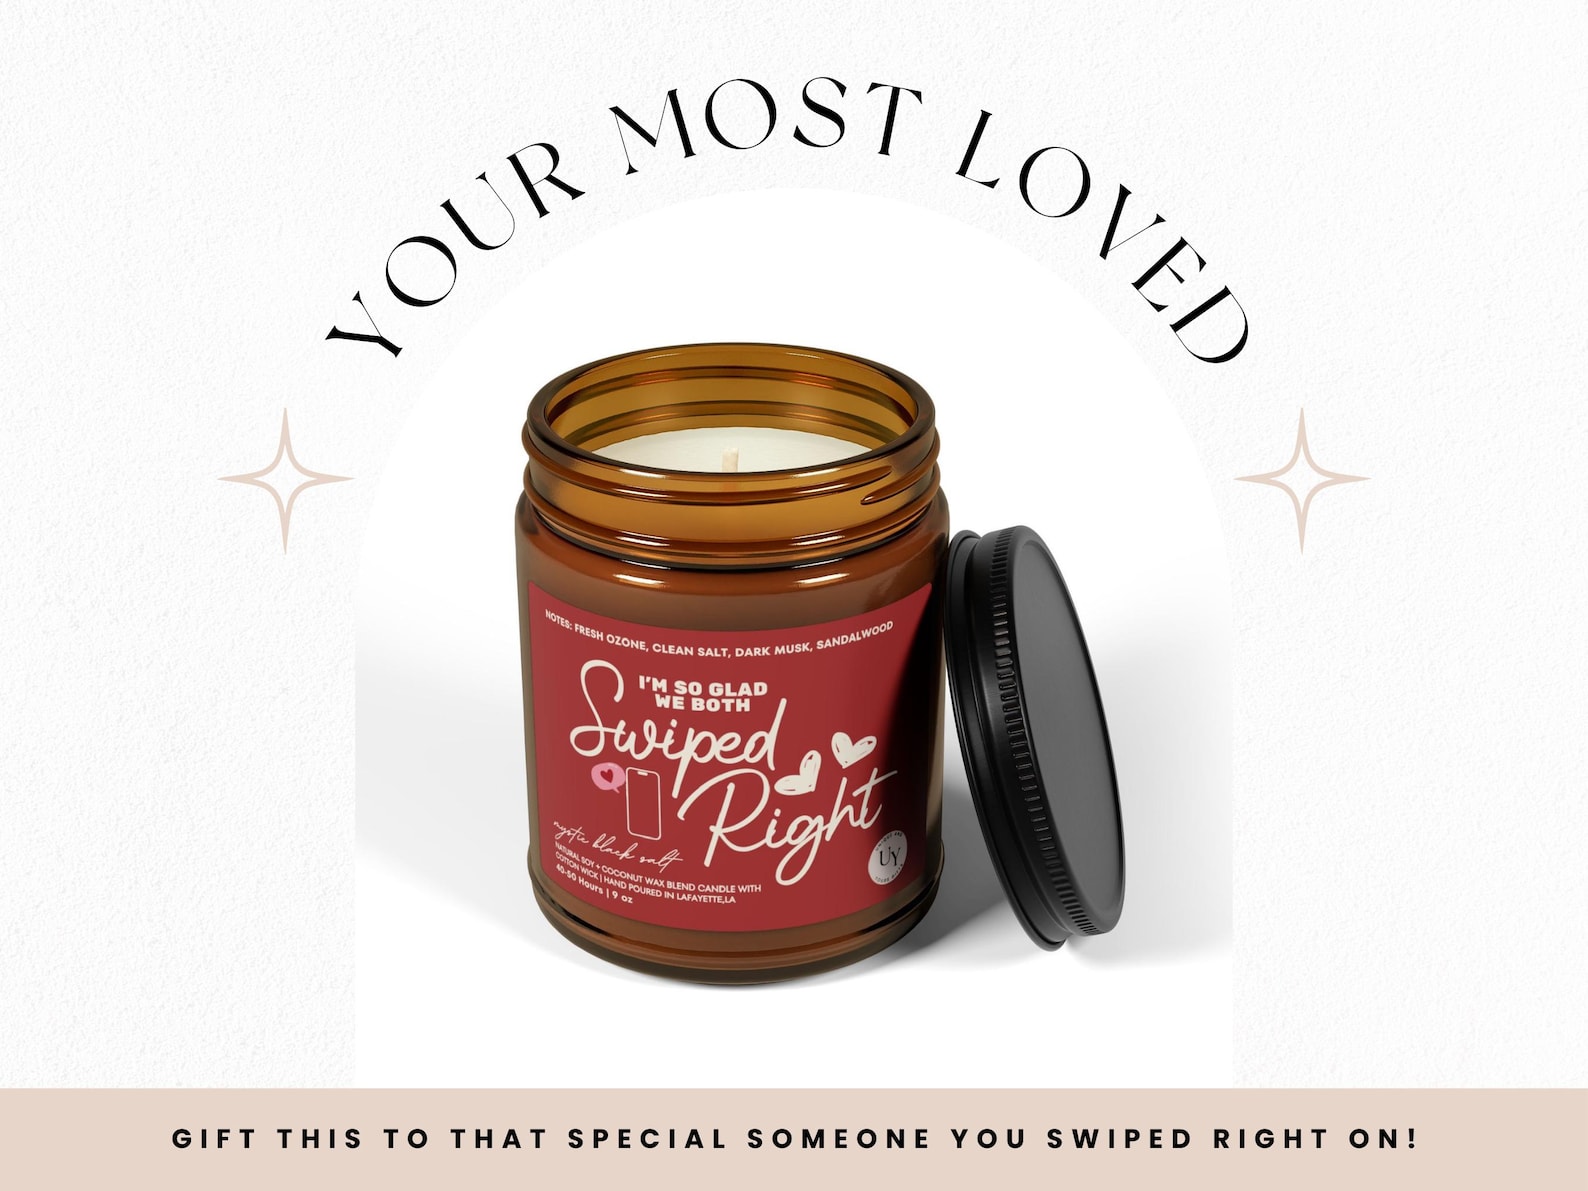 YOUR MOST LOVED
NOTES: FRESH OZONE, CLEAN SALT, DARK MUSK, SANDALWOOD
I'M SO GLAD
WE BOTH
Swiped
Right
mystic black salt
NATURAL SOY + COCONUT WAX BLEND CANDLE WITH
COTTON WICK | HAND POURED IN LAFAYETTE,LA
40-50 Hours | 9 oz
UY
GIFT THIS TO THAT SPECIAL SOMEONE YOU SWIPED RIGHT ON!